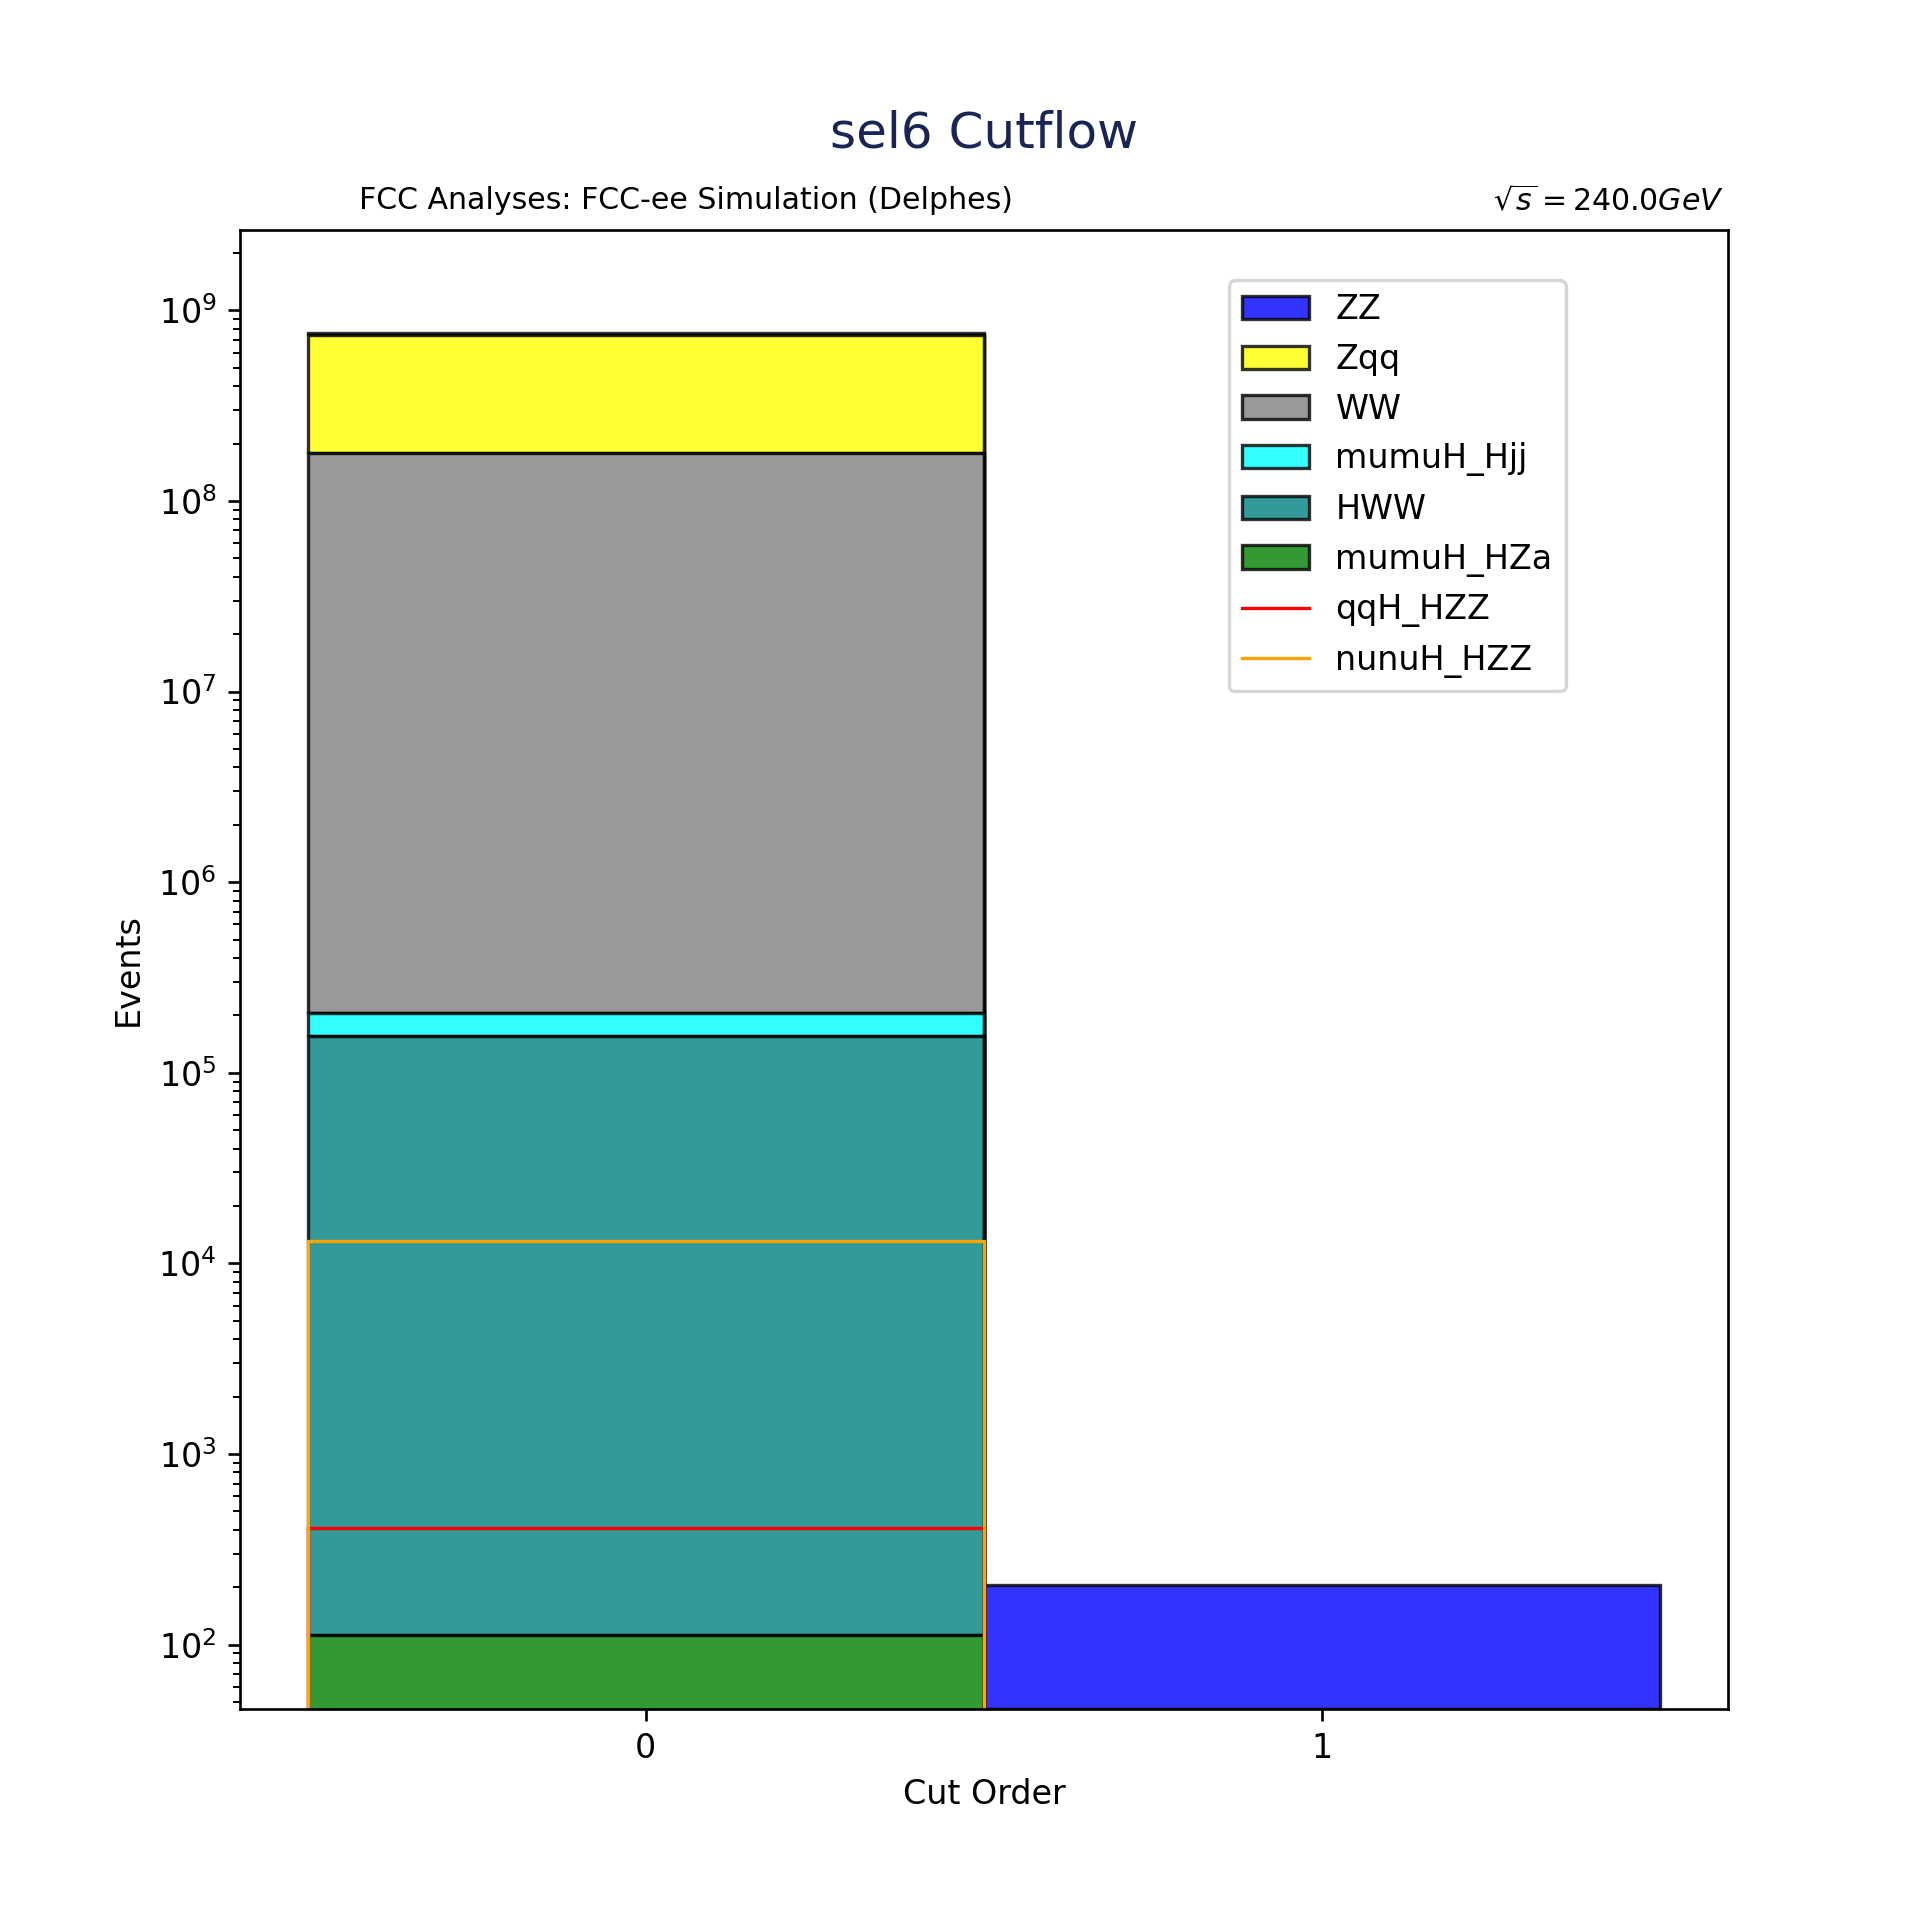 sel6 Cutflow
FCC Analyses: FCC-ee Simulation (Delphes)
√s = 240.0GeV
ZZ
Zqq
WW
mumuH_Hjj
HWW
mumuH_HZa
qqH_HZZ
nunuH_HZZ
10⁹
10⁸
10⁷
10⁶
10⁵
10⁴
10³
10²
Events
0 1
Cut Order